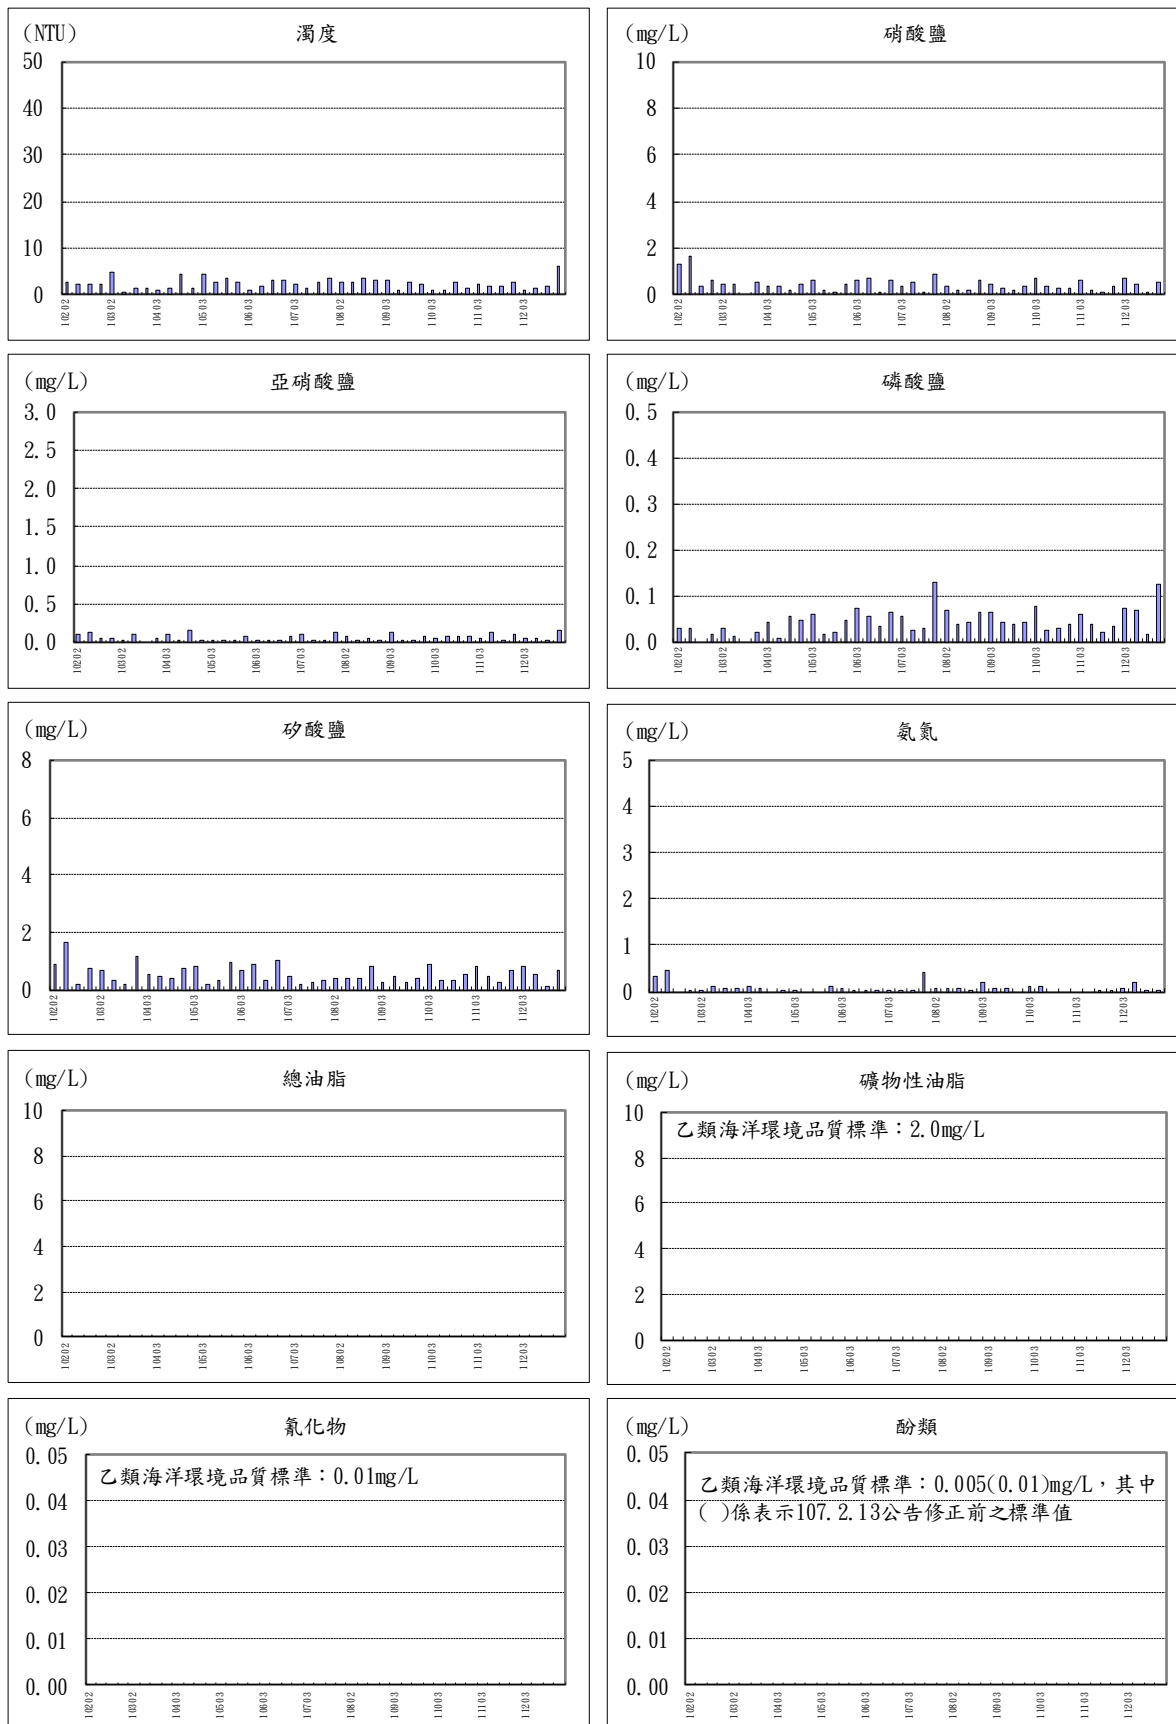 (NTU) 濁度
50
40
30
20
10
0
10202 10302 10403 10503 10603 10703 10802 10903 11003 11103 11203
(mg/L) 硝酸鹽
10
8
6
4
2
0
10202 10302 10403 10503 10603 10703 10802 10903 11003 11103 11203
(mg/L) 亞硝酸鹽
3.0
2.5
2.0
1.5
1.0
0.5
0.0
10202 10302 10403 10503 10603 10703 10802 10903 11003 11103 11203
(mg/L) 磷酸鹽
0.5
0.4
0.3
0.2
0.1
0.0
10202 10302 10403 10503 10603 10703 10802 10903 11003 11103 11203
(mg/L) 矽酸鹽
8
6
4
2
0
10202 10302 10403 10503 10603 10703 10802 10903 11003 11103 11203
(mg/L) 氨氮
5
4
3
2
1
0
10202 10302 10403 10503 10603 10703 10802 10903 11003 11103 11203
(mg/L) 總油脂
10
8
6
4
2
0
10202 10302 10403 10503 10603 10703 10802 10903 11003 11103 11203
(mg/L) 礦物性油脂
乙類海洋環境品質標準：2.0mg/L
10
8
6
4
2
0
10202 10302 10403 10503 10603 10703 10802 10903 11003 11103 11203
(mg/L) 氰化物
乙類海洋環境品質標準：0.01mg/L
0.05
0.04
0.03
0.02
0.01
0.00
10202 10302 10403 10503 10603 10703 10802 10903 11003 11103 11203
(mg/L) 酚類
乙類海洋環境品質標準：0.005(0.01)mg/L，其中
( )係表示107.2.13公告修正前之標準值
0.05
0.04
0.03
0.02
0.01
0.00
10202 10302 10403 10503 10603 10703 10802 10903 11003 11103 11203